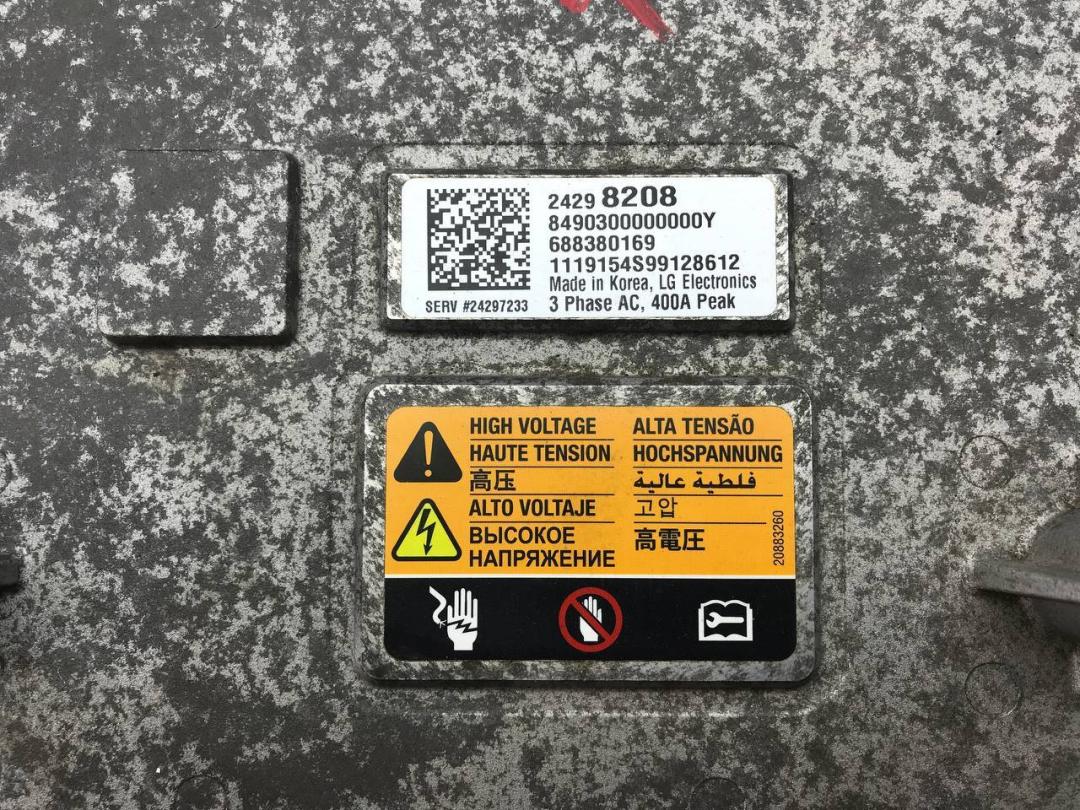 2429 8208
8490300000000Y
688380169
1119154S99128612
Made in Korea, LG Electronics
SERV #24297233
3 Phase AC, 400A Peak
HIGH VOLTAGE
HAUTE TENSION
高压
ALTO VOLTAJE
ВЫСОКОЕ
НАПРЯЖЕНИЕ
ALTA TENSÃO
HOCHSPANNUNG
فلطية عالية
고압
高電圧
20883260